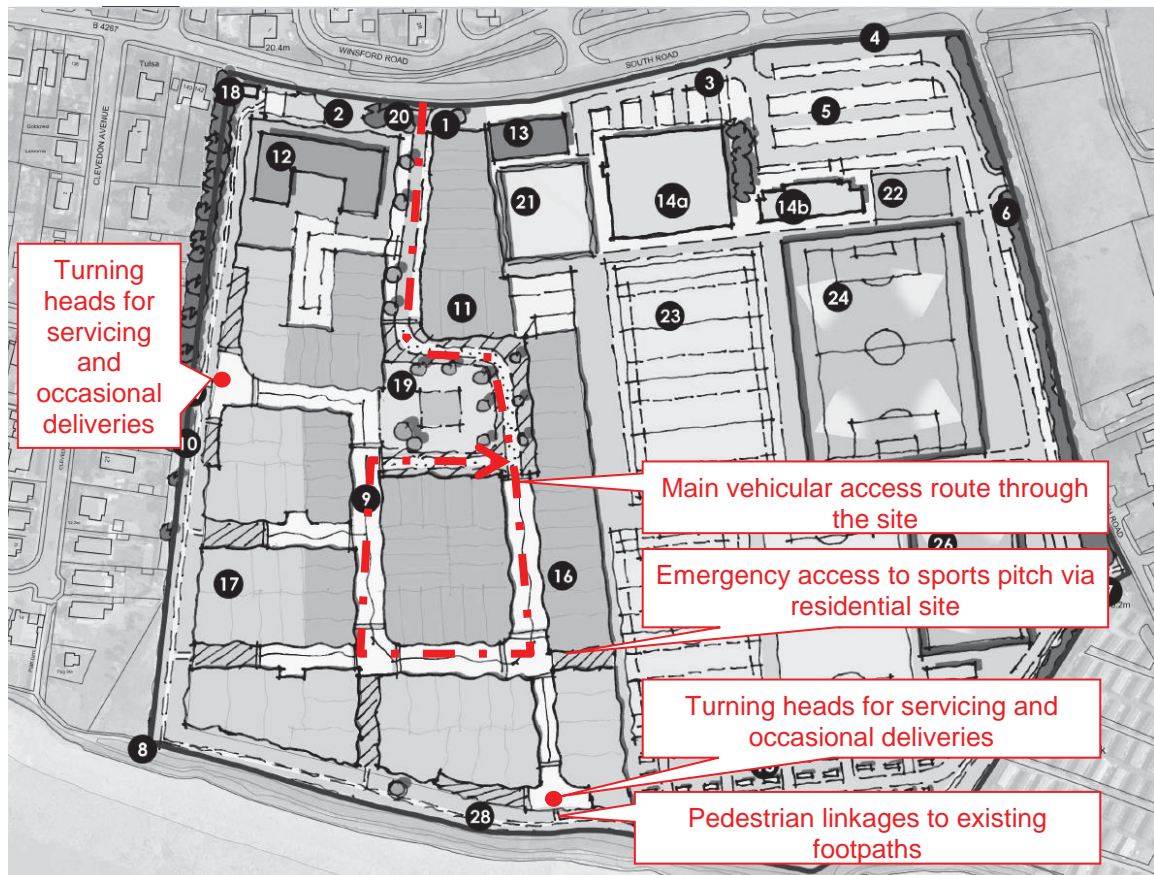 B 4267
20.4m
WINSFORD ROAD
SOUTH ROAD
4
Tulsa
18
2
20
1
3
5
13
CLEVEDON AVENUE
12
21
14a
14b
22
6
Turning
heads for
servicing
and
occasional
deliveries
11
23
24
19
10
9
Main vehicular access route through
the site
26
17
16
Emergency access to sports pitch via
residential site
Turning heads for servicing and
occasional deliveries
8
28
Pedestrian linkages to existing
footpaths